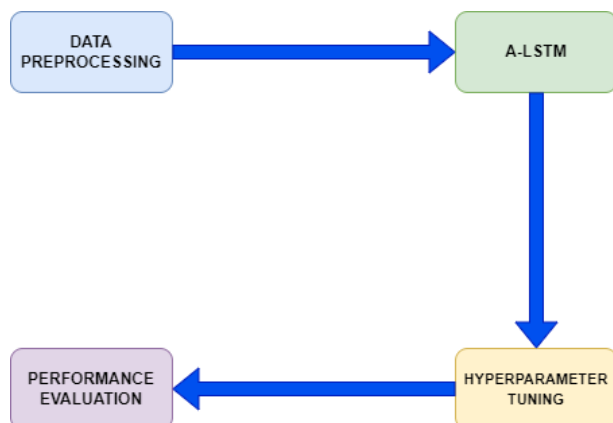 DATA
PREPROCESSING
A-LSTM
HYPERPARAMETER
TUNING
PERFORMANCE
EVALUATION